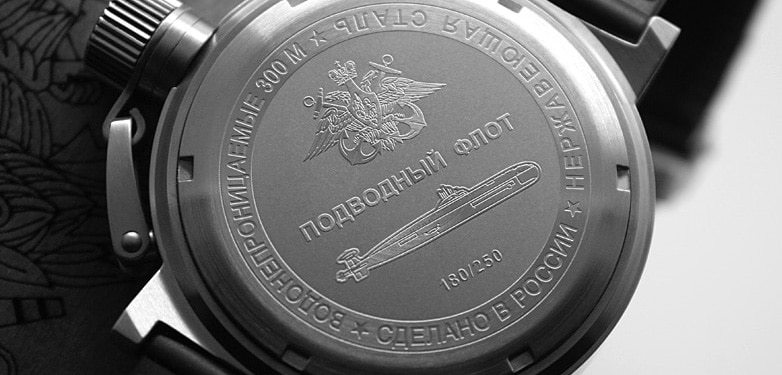 ПОДВОДНЫЙ ФЛОТ
180/250
ВОДОНЕПРОНИЦАЕМЫЕ 300 М ★ НЕРЖАВЕЮЩАЯ СТАЛЬ ★
★ СДЕЛАНО В РОССИИ ★